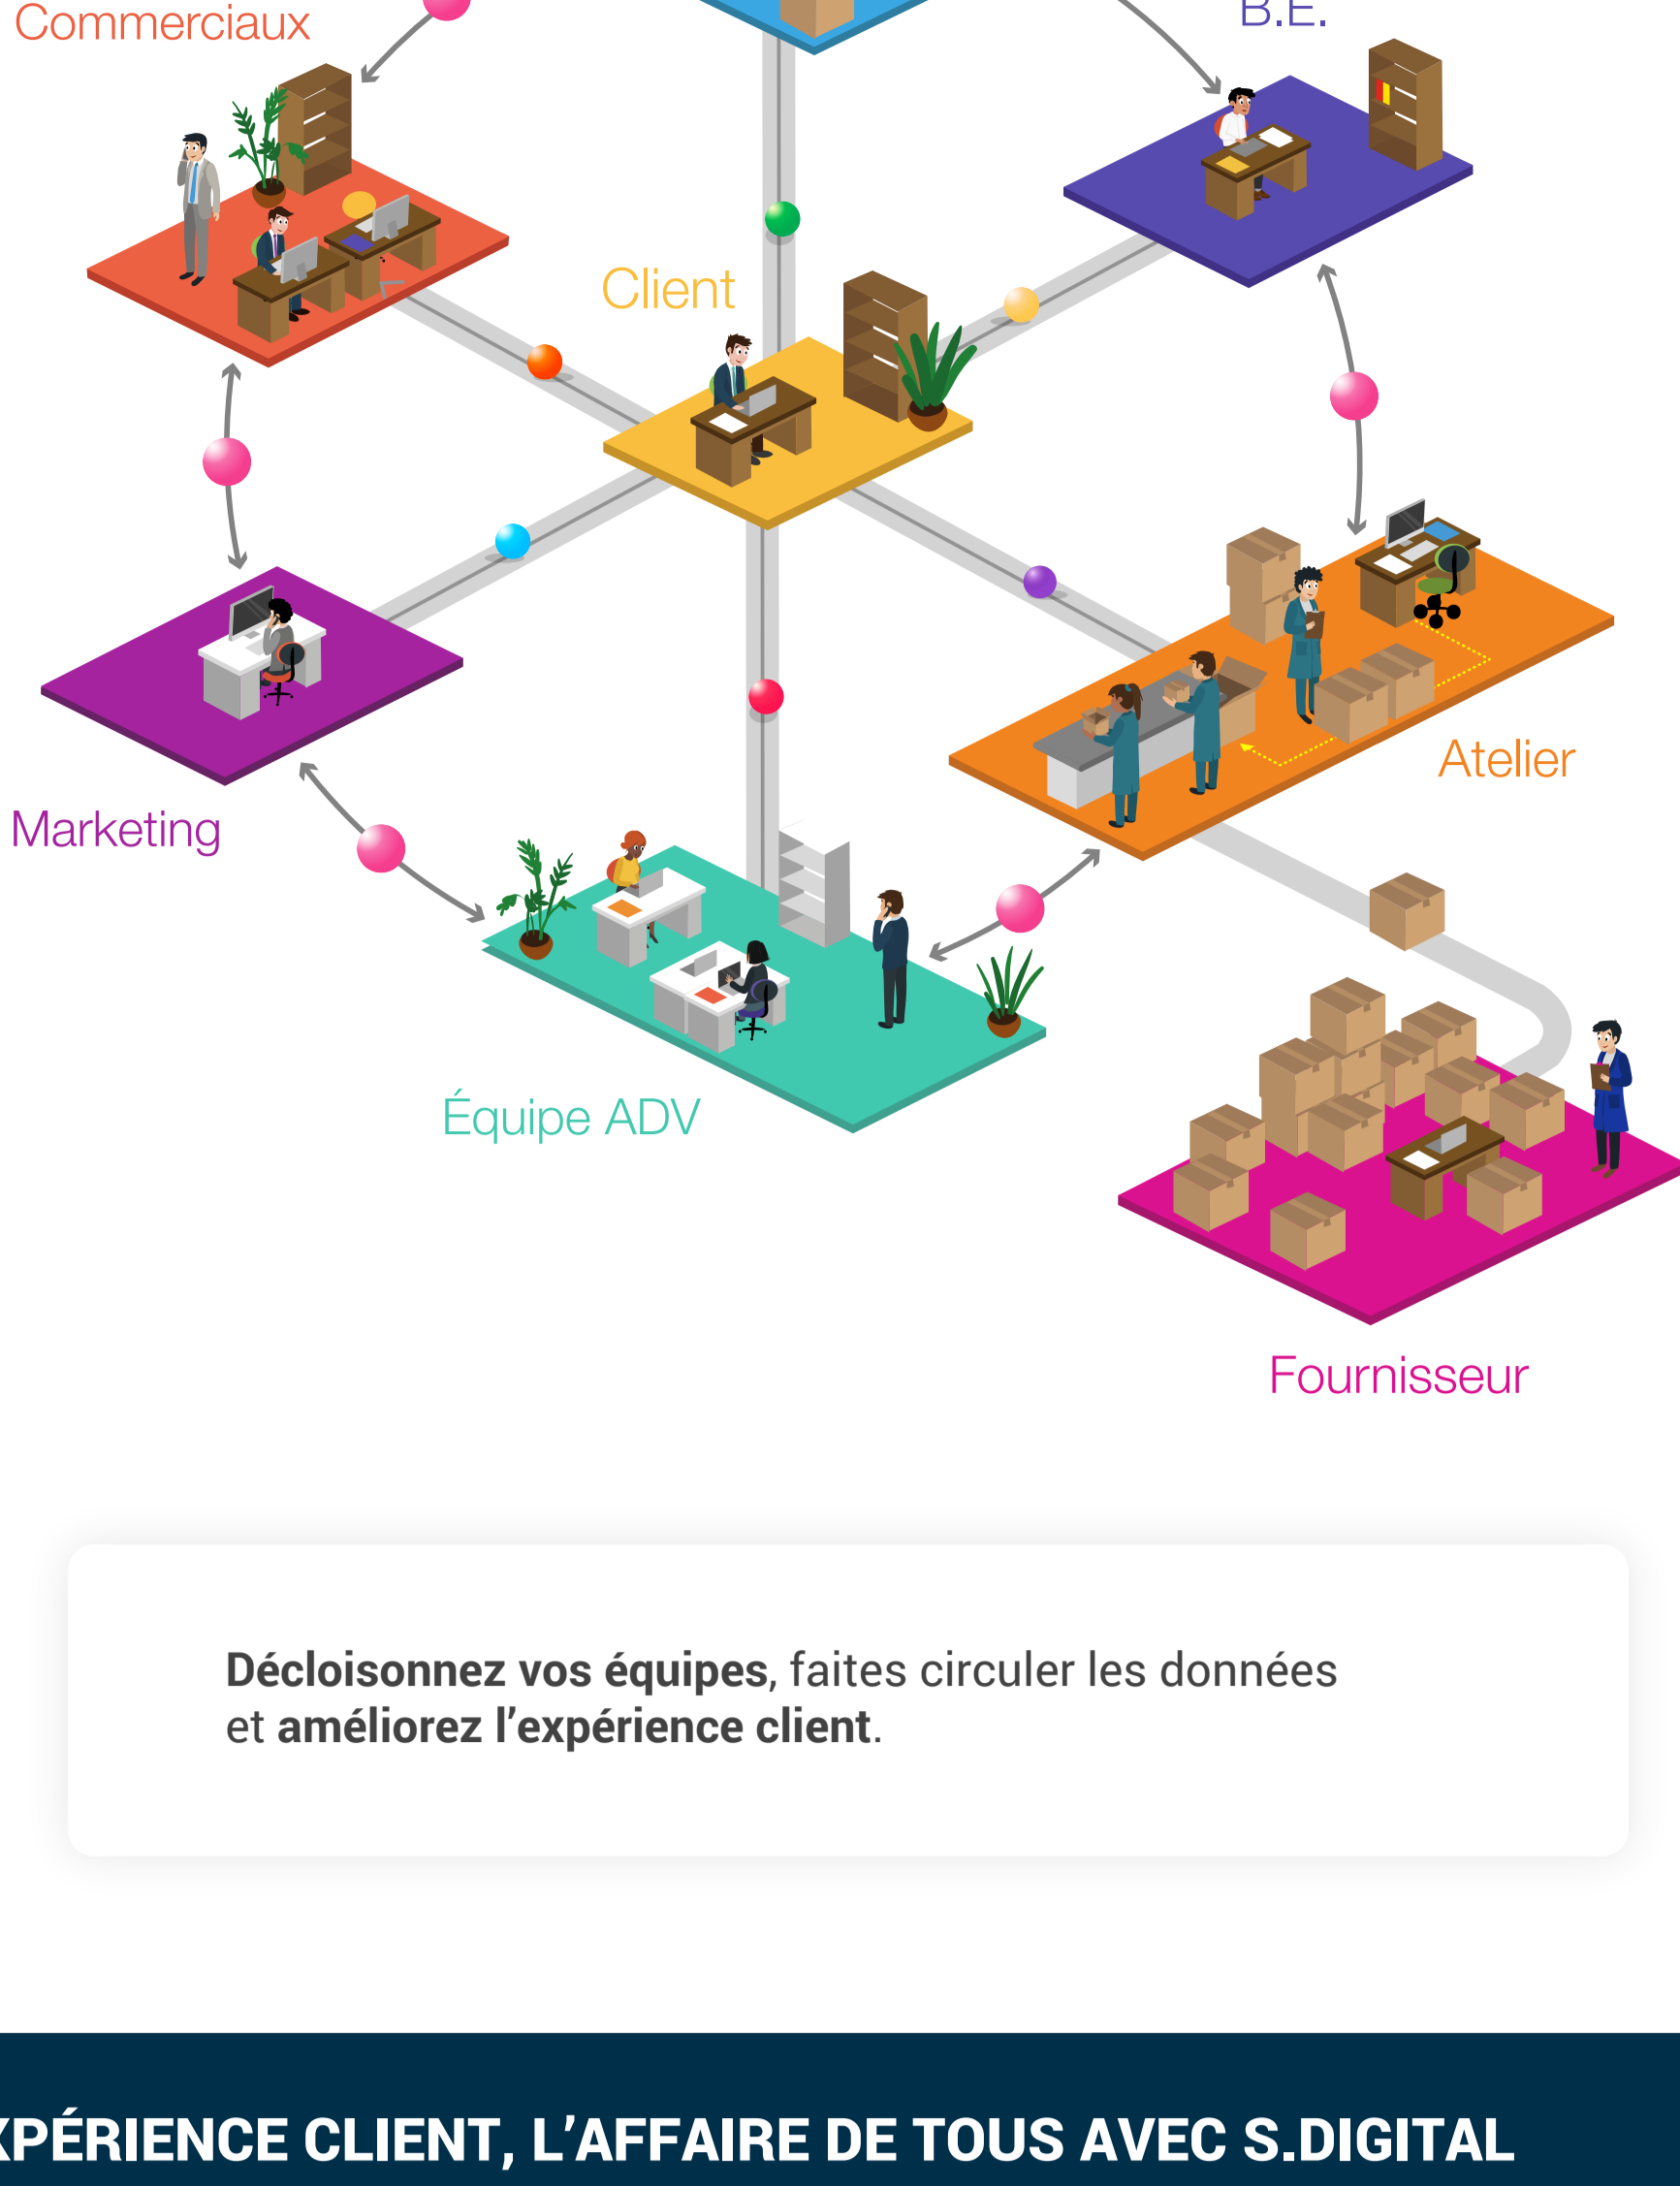 Commerciaux
B.E.
Client
Atelier
Marketing
Équipe ADV
Fournisseur
Décloisonnez vos équipes, faites circuler les données
et améliorez l’expérience client.
XPÉRIENCE CLIENT, L’AFFAIRE DE TOUS AVEC S.DIGITAL